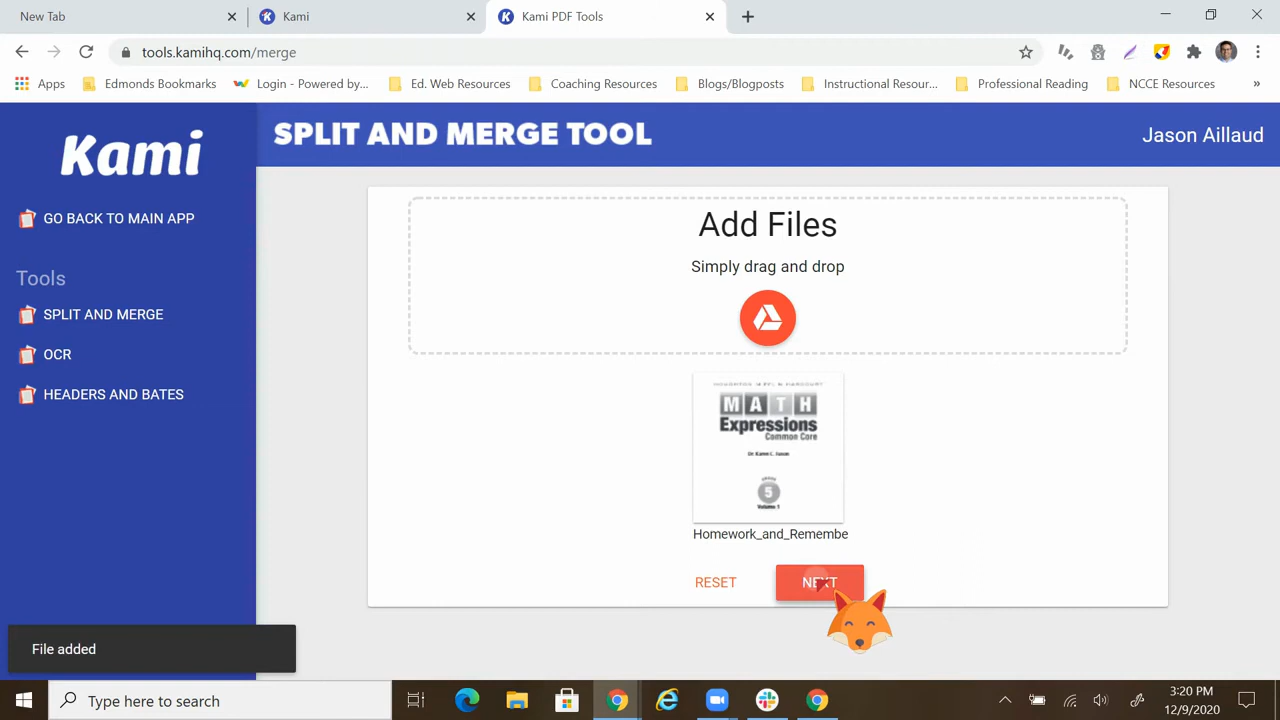 New Tab
Kami
Kami PDF Tools
tools.kamihq.com/merge
Apps
Edmonds Bookmarks
Login - Powered by...
Ed. Web Resources
Coaching Resources
Blogs/Blogposts
Instructional Resour...
Professional Reading
NCCE Resources
»
Kami
SPLIT AND MERGE TOOL
Jason Aillaud
GO BACK TO MAIN APP
Tools
SPLIT AND MERGE
OCR
HEADERS AND BATES
Add Files
Simply drag and drop
MATH
Expressions
Common Core
5
Volume 1
Homework_and_Remembe
RESET
NEXT
File added
Type here to search
3:20 PM
12/9/2020